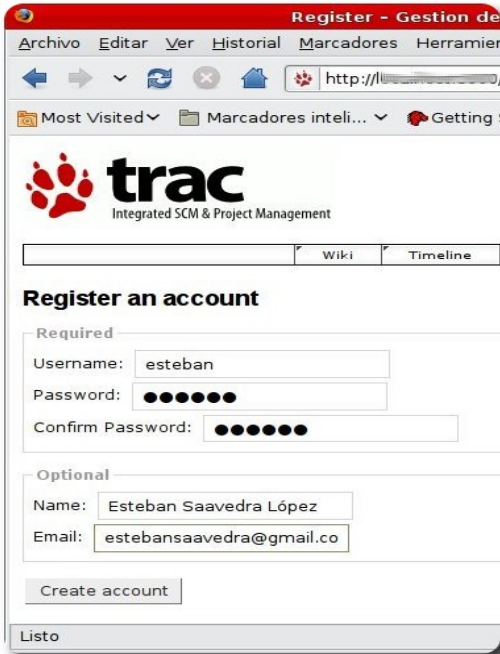 Register - Gestion de
Archivo Editar Ver Historial Marcadores Herramien
http://l
Most Visited Marcadores inteli... Getting
trac
Integrated SCM & Project Management
Wiki Timeline
Register an account
Required
Username: esteban
Password: ●●●●●●
Confirm Password: ●●●●●●
Optional
Name: Esteban Saavedra López
Email: estebansaavedra@gmail.co
Create account
Listo